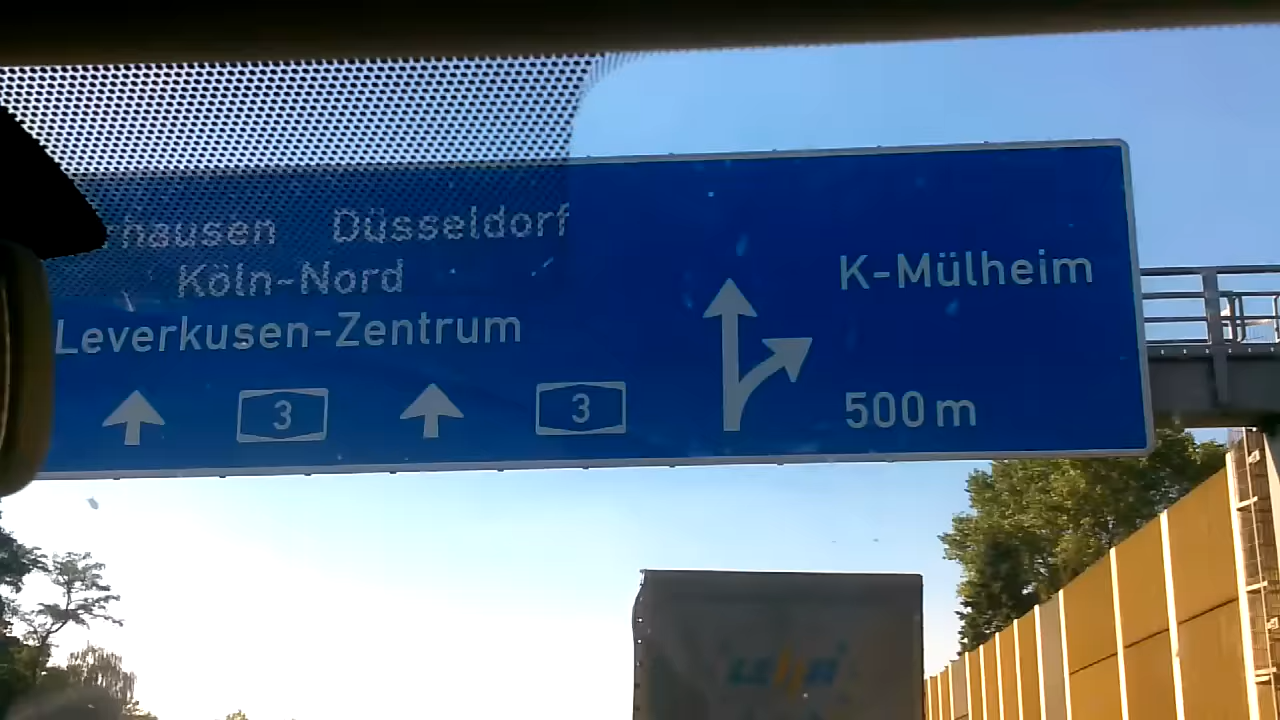 hausen Düsseldorf
Köln-Nord
Leverkusen-Zentrum
3 3
K-Mülheim
500 m